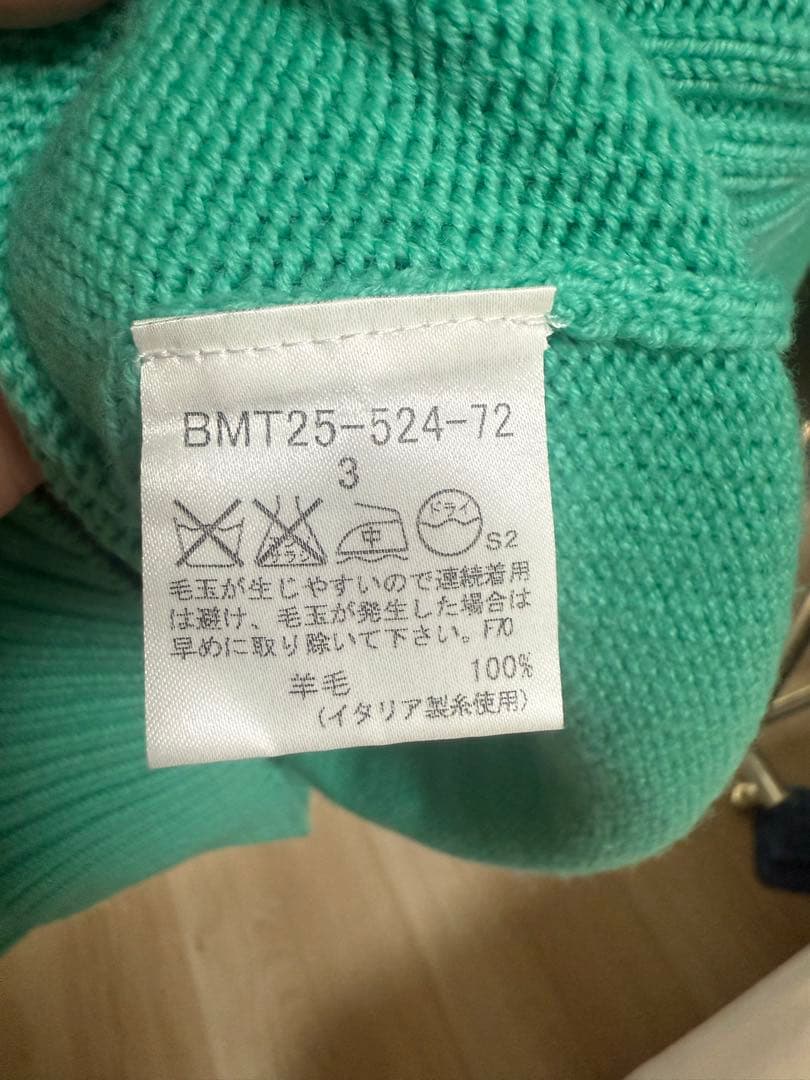 BMT25-524-72
3
中 ドライ S2
毛玉が生じやすいので連続着用
は避け、毛玉が発生した場合は
早めに取り除いて下さい。F70
羊毛 100%
(イタリア製糸使用)